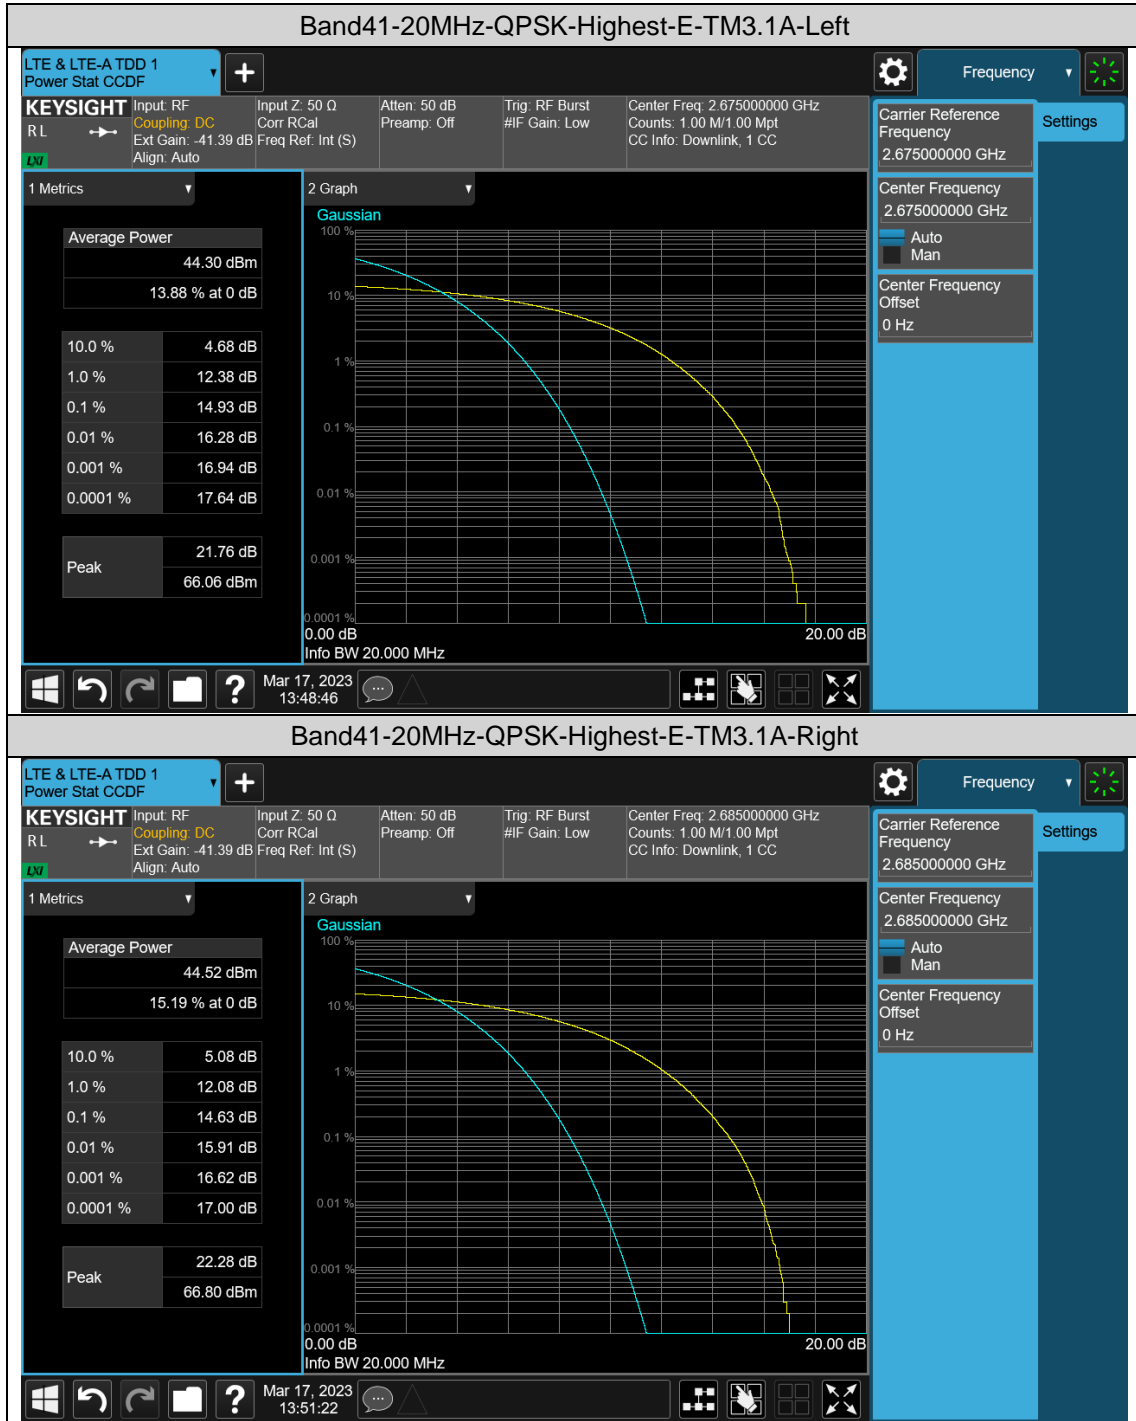 Band41-20MHz-QPSK-Highest-E-TM3.1A-Left
LTE & LTE-A TDD 1
Power Stat CCDF
Frequency
KEYSIGHT
R L
LXI
Input: RF
Coupling: DC
Ext Gain: -41.39 dB
Align: Auto
Input Z: 50 Ω
Corr RCal
Freq Ref: Int (S)
Atten: 50 dB
Preamp: Off
Trig: RF Burst
#IF Gain: Low
Center Freq: 2.675000000 GHz
Counts: 1.00 M/1.00 Mpt
CC Info: Downlink, 1 CC
Carrier Reference
Frequency
2.675000000 GHz
Settings
Center Frequency
2.675000000 GHz
Auto
Man
Center Frequency
Offset
0 Hz
1 Metrics
Average Power
44.30 dBm
13.88 % at 0 dB
10.0 % 4.68 dB
1.0 % 12.38 dB
0.1 % 14.93 dB
0.01 % 16.28 dB
0.001 % 16.94 dB
0.0001 % 17.64 dB
Peak
21.76 dB
66.06 dBm
2 Graph
Gaussian
100 %
10 %
1 %
0.1 %
0.01 %
0.001 %
0.0001 %
0.00 dB
20.00 dB
Info BW 20.000 MHz
Mar 17, 2023
13:48:46
Band41-20MHz-QPSK-Highest-E-TM3.1A-Right
LTE & LTE-A TDD 1
Power Stat CCDF
Frequency
KEYSIGHT
R L
LXI
Input: RF
Coupling: DC
Ext Gain: -41.39 dB
Align: Auto
Input Z: 50 Ω
Corr RCal
Freq Ref: Int (S)
Atten: 50 dB
Preamp: Off
Trig: RF Burst
#IF Gain: Low
Center Freq: 2.685000000 GHz
Counts: 1.00 M/1.00 Mpt
CC Info: Downlink, 1 CC
Carrier Reference
Frequency
2.685000000 GHz
Settings
Center Frequency
2.685000000 GHz
Auto
Man
Center Frequency
Offset
0 Hz
1 Metrics
Average Power
44.52 dBm
15.19 % at 0 dB
10.0 % 5.08 dB
1.0 % 12.08 dB
0.1 % 14.63 dB
0.01 % 15.91 dB
0.001 % 16.62 dB
0.0001 % 17.00 dB
Peak
22.28 dB
66.80 dBm
2 Graph
Gaussian
100 %
10 %
1 %
0.1 %
0.01 %
0.001 %
0.0001 %
0.00 dB
20.00 dB
Info BW 20.000 MHz
Mar 17, 2023
13:51:22